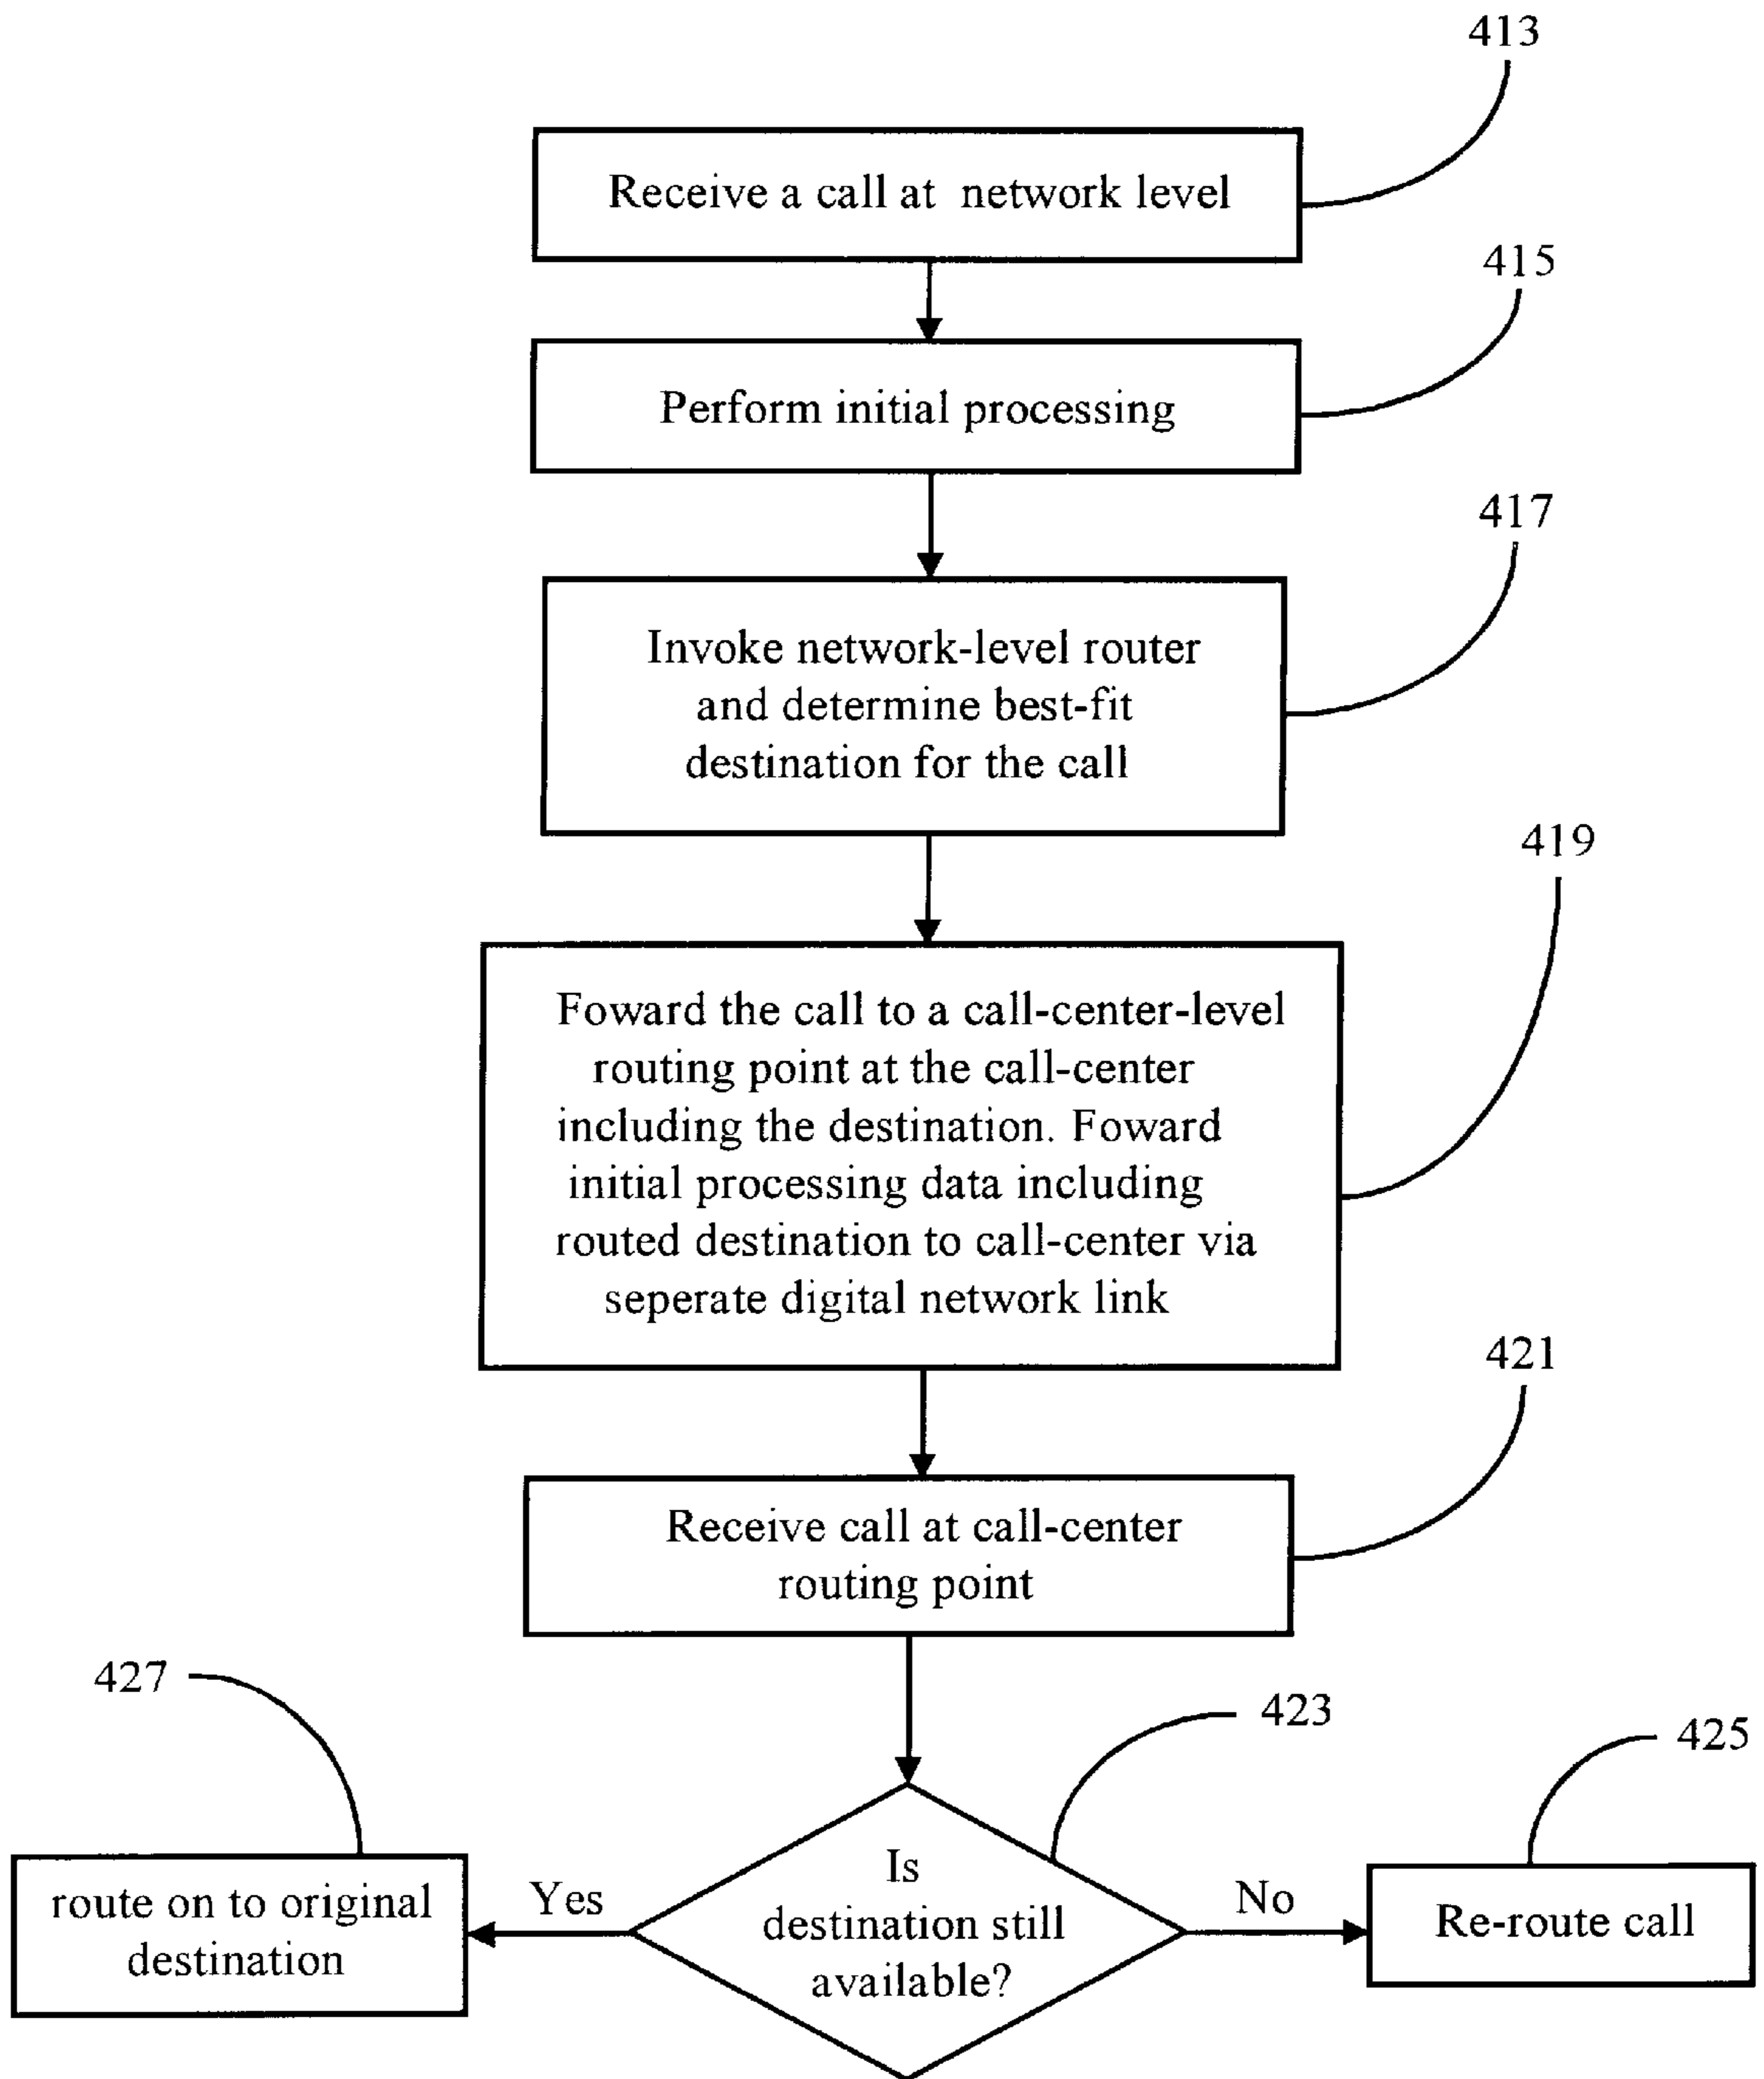 413
Receive a call at network level
415
Perform initial processing
417
Invoke network-level router
and determine best-fit
destination for the call
419
Foward the call to a call-center-level
routing point at the call-center
including the destination. Foward
initial processing data including
routed destination to call-center via
seperate digital network link
421
Receive call at call-center
routing point
427
423
425
Is
destination still
available?
Yes
No
route on to original
destination
Re-route call